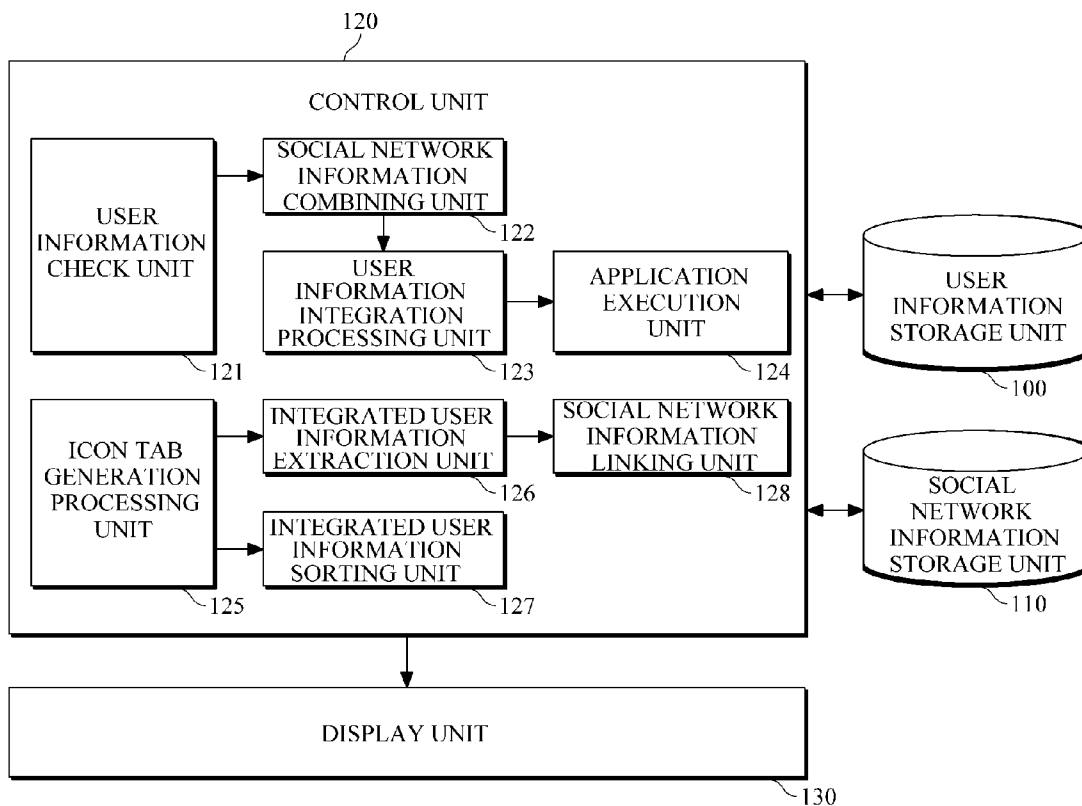 120
CONTROL UNIT
USER
INFORMATION
CHECK UNIT
121
SOCIAL NETWORK
INFORMATION
COMBINING UNIT
122
USER
INFORMATION
INTEGRATION
PROCESSING UNIT
123
APPLICATION
EXECUTION
UNIT
124
USER
INFORMATION
STORAGE UNIT
100
ICON TAB
GENERATION
PROCESSING
UNIT
125
INTEGRATED USER
INFORMATION
EXTRACTION UNIT
126
SOCIAL NETWORK
INFORMATION
LINKING UNIT
128
INTEGRATED USER
INFORMATION
SORTING UNIT
127
SOCIAL
NETWORK
INFORMATION
STORAGE UNIT
110
DISPLAY UNIT
130